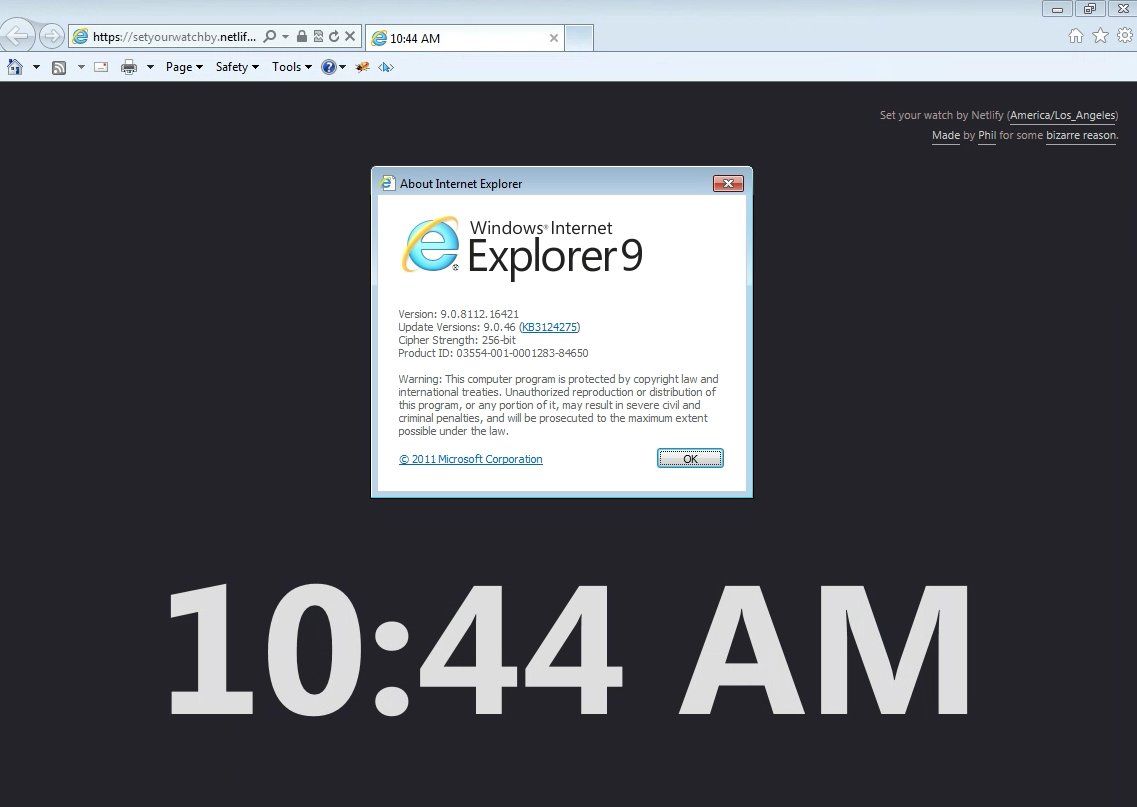 https://setyourwatchby.netlif...
10:44 AM
Page Safety Tools
Set your watch by Netlify (America/Los_Angeles)
Made by Phil for some bizarre reason.
About Internet Explorer
Windows® Internet
Explorer 9
Version: 9.0.8112.16421
Update Versions: 9.0.46 (KB3124275)
Cipher Strength: 256-bit
Product ID: 03554-001-0001283-84650
Warning: This computer program is protected by copyright law and
international treaties. Unauthorized reproduction or distribution of
this program, or any portion of it, may result in severe civil and
criminal penalties, and will be prosecuted to the maximum extent
possible under the law.
© 2011 Microsoft Corporation
OK
10:44 AM